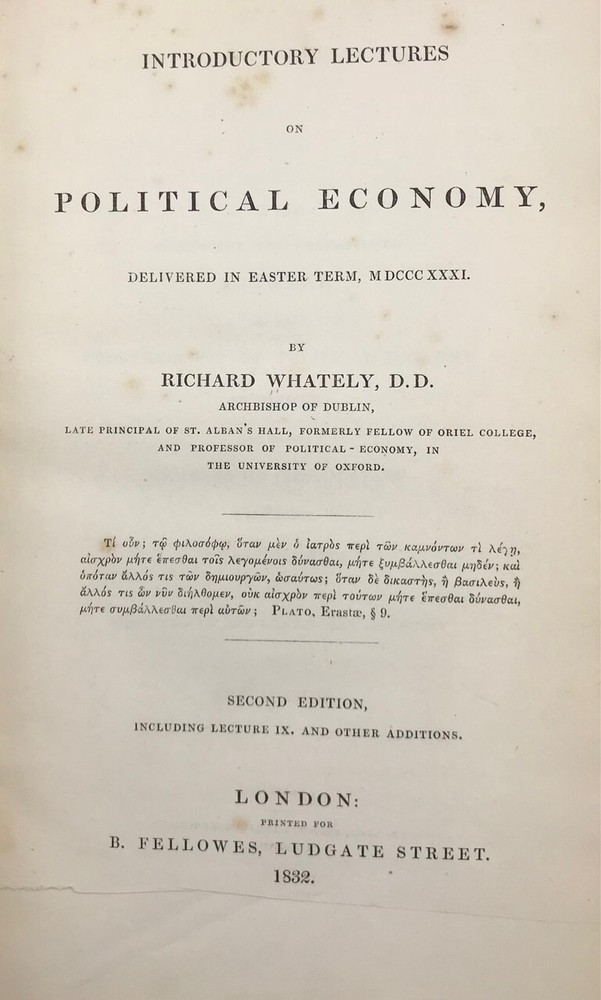 INTRODUCTORY LECTURES
ON
POLITICAL ECONOMY,
DELIVERED IN EASTER TERM, MDCCCXXXI.
BY
RICHARD WHATELY, D.D.
ARCHBISHOP OF DUBLIN,
LATE PRINCIPAL OF ST. ALBAN'S HALL, FORMERLY FELLOW OF ORIEL COLLEGE,
AND PROFESSOR OF POLITICAL-ECONOMY, IN
THE UNIVERSITY OF OXFORD.
Τί οὖν; τῷ φιλοσόφῳ, ὅταν μὲν ὁ ἰατρὸς περὶ τῶν καμνόντων τὶ λέγῃ,
αἰσχρὸν μήτε ἕπεσθαι τοῖς λεγομένοις δύνασθαι, μήτε ξυμβάλλεσθαι μηδέν; καὶ
ὁπόταν ἄλλός τις τῶν δημιουργῶν, ὡσαύτως; ὅταν δὲ δικαστὴς, ἢ βασιλεὺς, ἢ
ἄλλός τις ὧν νῦν διήλθομεν, οὐκ αἰσχρὸν περὶ τούτων μήτε ἕπεσθαι δύνασθαι,
μήτε συμβάλλεσθαι περὶ αὐτῶν; PLATO, Erastæ, § 9.
SECOND EDITION,
INCLUDING LECTURE IX. AND OTHER ADDITIONS.
LONDON:
PRINTED FOR
B. FELLOWES, LUDGATE STREET.
1832.